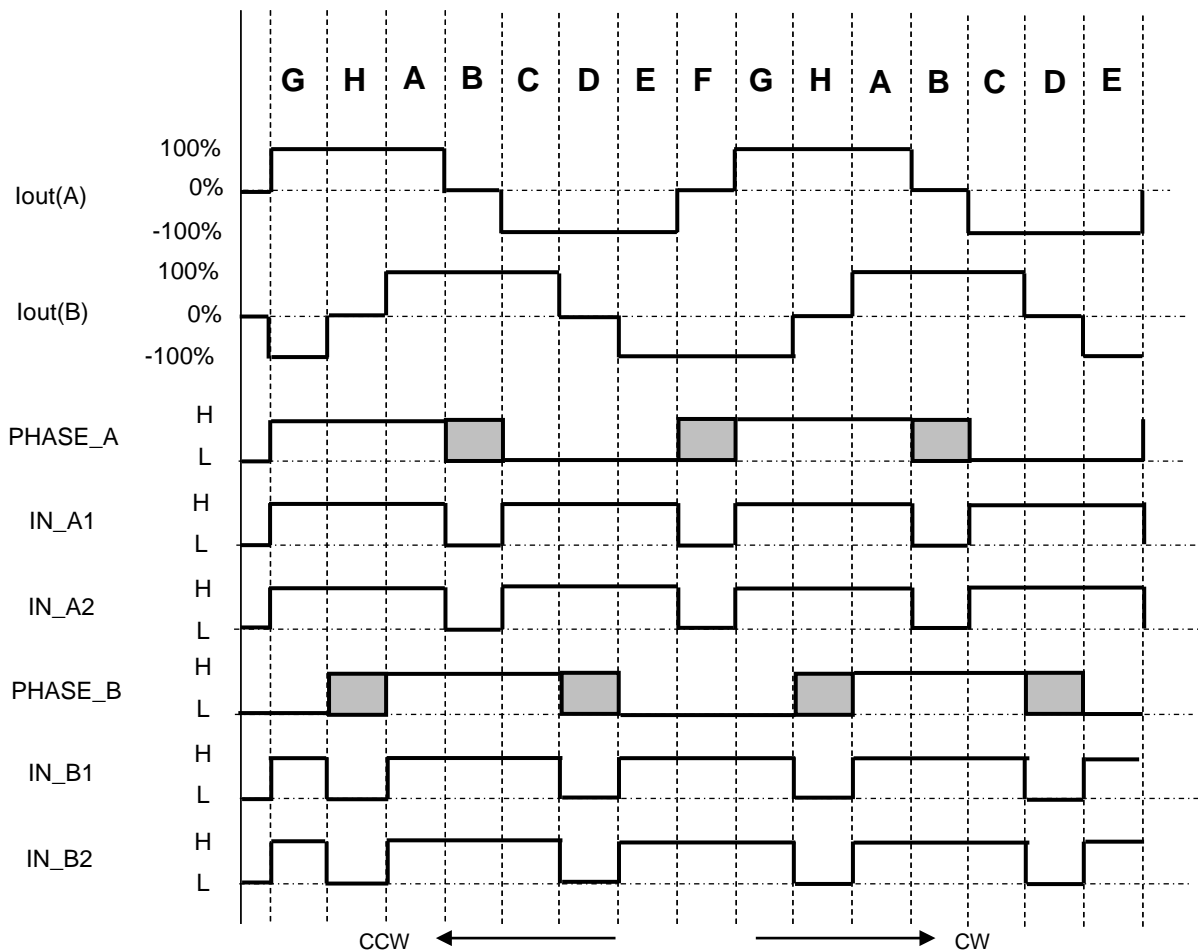 G H A B C D E F G H A B C D E
100%
Iout(A) 0%
-100%
100%
Iout(B) 0%
-100%
H
PHASE_A
L
H
IN_A1
L
H
IN_A2
L
H
PHASE_B
L
H
IN_B1
L
H
IN_B2
L
CCW CW